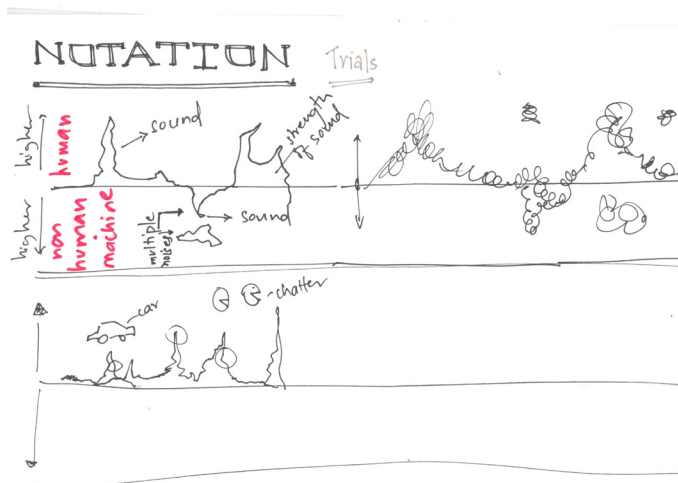 NOTATION
Trials
higher
human
sound
strength
of sound
higher
non
human
machine
multiple
noises
sound
car
chatter